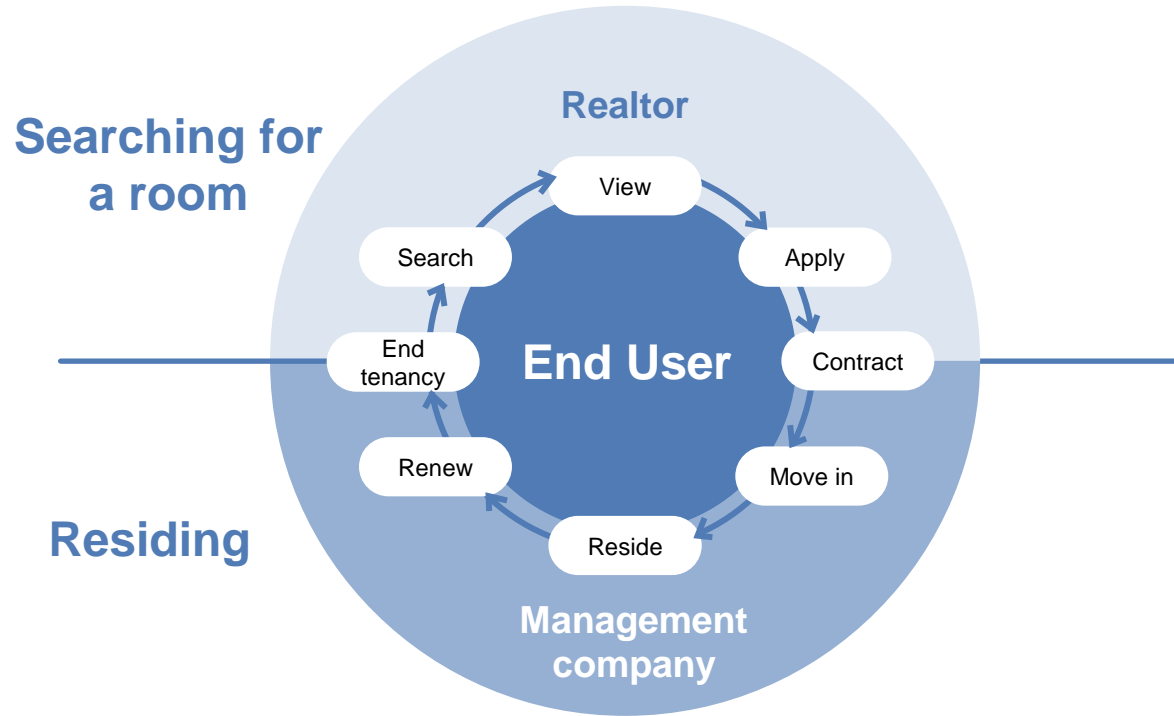 Realtor
Searching for
a room
View
Search
Apply
End
tenancy
End User
Contract
Renew
Move in
Residing
Reside
Management
company